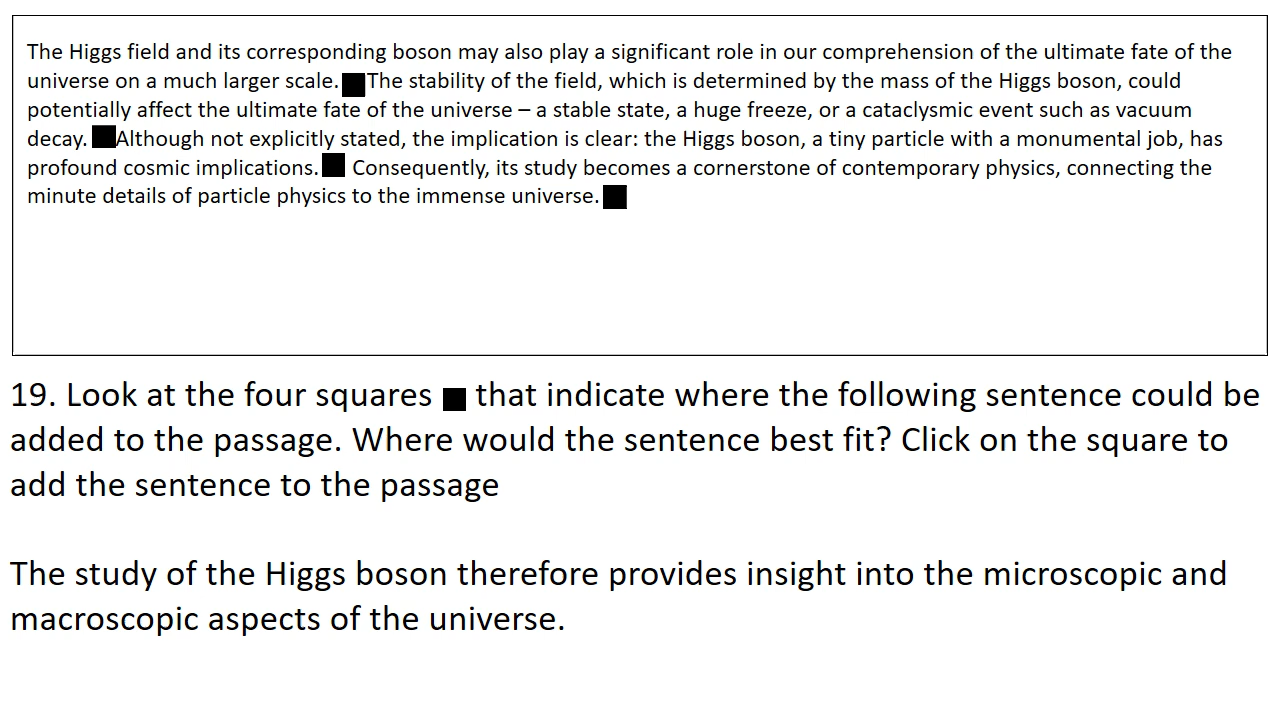 The Higgs field and its corresponding boson may also play a significant role in our comprehension of the ultimate fate of the
universe on a much larger scale. ■The stability of the field, which is determined by the mass of the Higgs boson, could
potentially affect the ultimate fate of the universe – a stable state, a huge freeze, or a cataclysmic event such as vacuum
decay. ■Although not explicitly stated, the implication is clear: the Higgs boson, a tiny particle with a monumental job, has
profound cosmic implications. ■ Consequently, its study becomes a cornerstone of contemporary physics, connecting the
minute details of particle physics to the immense universe. ■
19. Look at the four squares ■ that indicate where the following sentence could be
added to the passage. Where would the sentence best fit? Click on the square to
add the sentence to the passage
The study of the Higgs boson therefore provides insight into the microscopic and
macroscopic aspects of the universe.